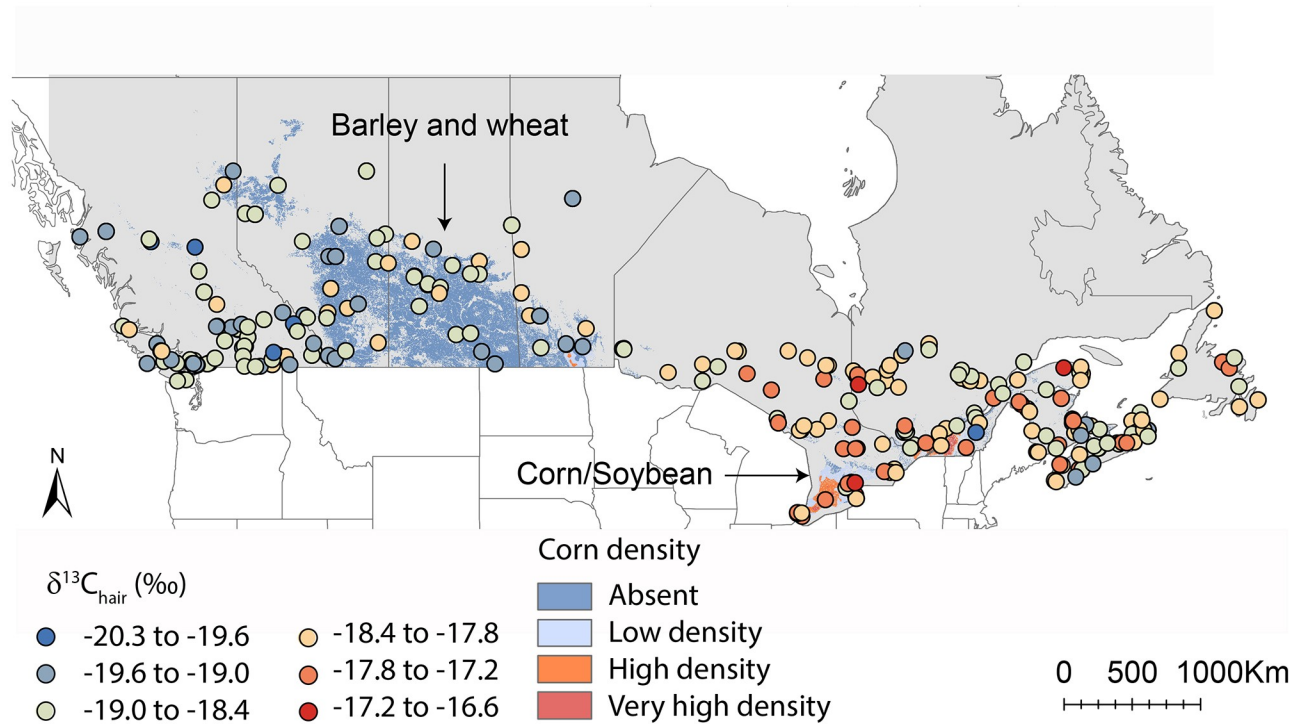 Barley and wheat
Corn/Soybean
N
δ¹³C hair (‰)
-20.3 to -19.6
-19.6 to -19.0
-19.0 to -18.4
-18.4 to -17.8
-17.8 to -17.2
-17.2 to -16.6
Corn density
Absent
Low density
High density
Very high density
0 500 1000Km